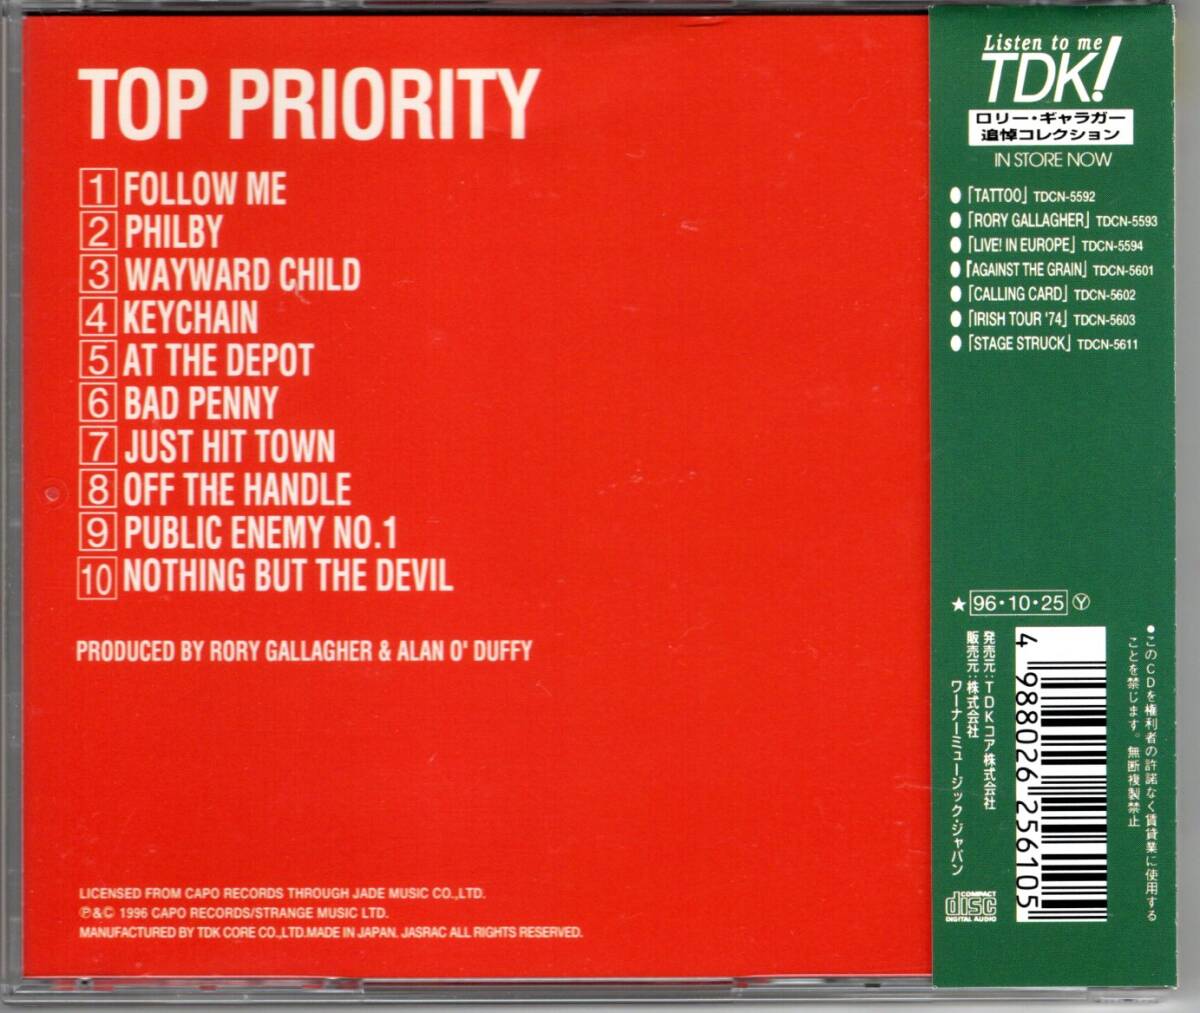 TOP PRIORITY
1 FOLLOW ME
2 PHILBY
3 WAYWARD CHILD
4 KEYCHAIN
5 AT THE DEPOT
6 BAD PENNY
7 JUST HIT TOWN
8 OFF THE HANDLE
9 PUBLIC ENEMY NO.1
10 NOTHING BUT THE DEVIL
PRODUCED BY RORY GALLAGHER & ALAN O' DUFFY
LICENSED FROM CAPO RECORDS THROUGH JADE MUSIC CO.,LTD.
℗&© 1996 CAPO RECORDS/STRANGE MUSIC LTD.
MANUFACTURED BY TDK CORE CO.,LTD.MADE IN JAPAN. JASRAC ALL RIGHTS RESERVED.
Listen to me
TDK!
ロリー・ギャラガー
追悼コレクション
IN STORE NOW
●「TATTOO」TDCN-5592
●「RORY GALLAGHER」TDCN-5593
●「LIVE! IN EUROPE」TDCN-5594
●「AGAINST THE GRAIN」TDCN-5601
●「CALLING CARD」TDCN-5602
●「IRISH TOUR '74」TDCN-5603
●「STAGE STRUCK」TDCN-5611
★ 96・10・25 Ⓨ
●このCDを権利者の許諾なく賃貸業に使用する
ことを禁じます。無断複製禁止
4 988026 256105
発売元:TDKコア株式会社
販売元:株式会社
ワーナーミュージック・ジャパン
COMPACT
disc
DIGITAL AUDIO